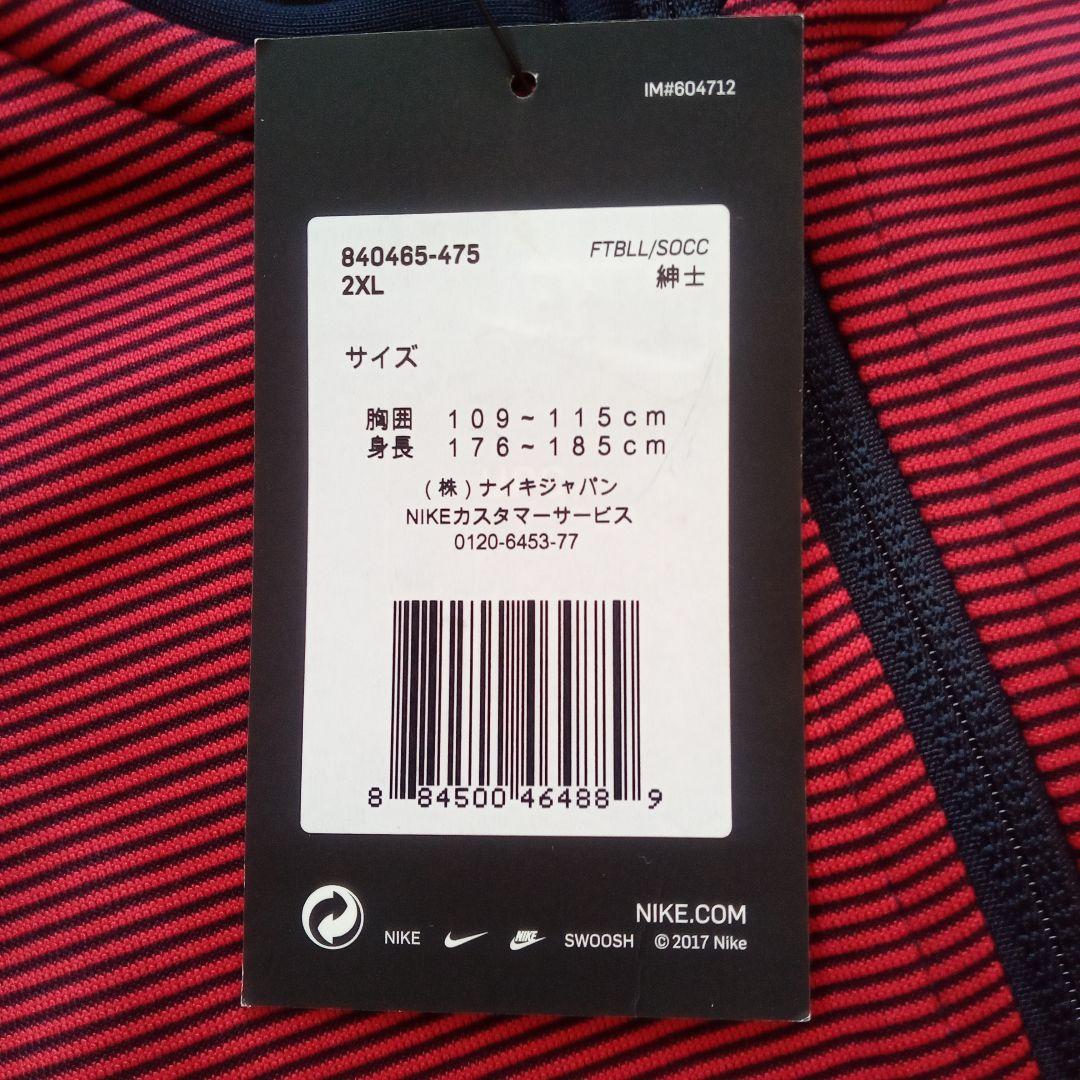 IM#604712
840465-475
FTBLL/SOCC
2XL
紳士
サイズ
胸囲 109~115cm
身長 176~185cm
(株)ナイキジャパン
NIKEカスタマーサービス
0120-6453-77
8 84500 46488 9
NIKE.COM
NIKE NIKE SWOOSH © 2017 Nike